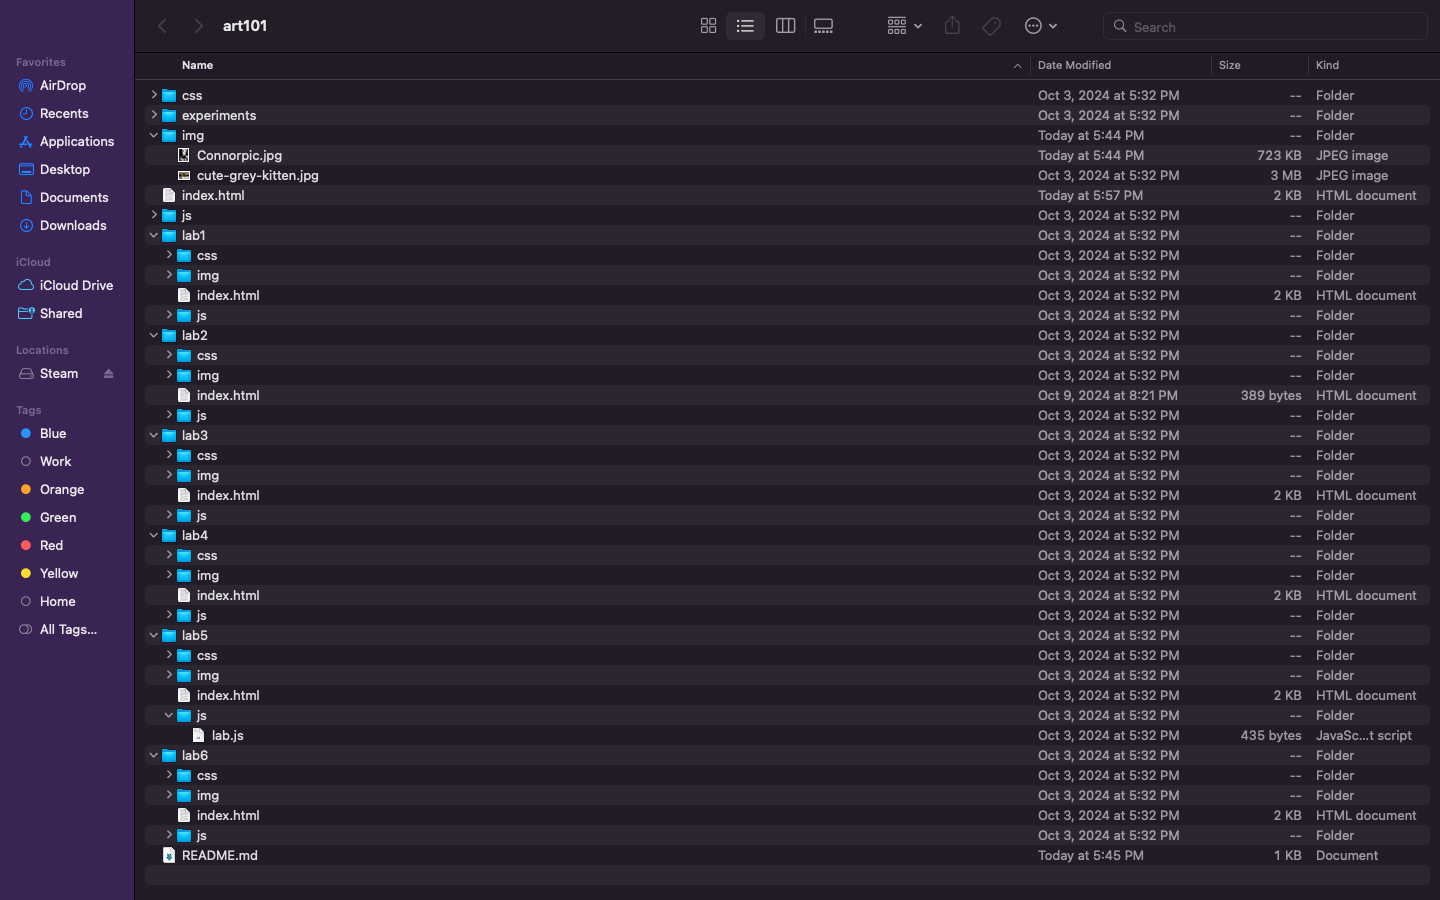 art101
Search
Favorites
AirDrop
Recents
Applications
Desktop
Documents
Downloads
iCloud
iCloud Drive
Shared
Locations
Steam
Tags
Blue
Work
Orange
Green
Red
Yellow
Home
All Tags...
Name Date Modified Size Kind
css Oct 3, 2024 at 5:32 PM -- Folder
experiments Oct 3, 2024 at 5:32 PM -- Folder
img Today at 5:44 PM -- Folder
Connorpic.jpg Today at 5:44 PM 723 KB JPEG image
cute-grey-kitten.jpg Oct 3, 2024 at 5:32 PM 3 MB JPEG image
index.html Today at 5:57 PM 2 KB HTML document
js Oct 3, 2024 at 5:32 PM -- Folder
lab1 Oct 3, 2024 at 5:32 PM -- Folder
css Oct 3, 2024 at 5:32 PM -- Folder
img Oct 3, 2024 at 5:32 PM -- Folder
index.html Oct 3, 2024 at 5:32 PM 2 KB HTML document
js Oct 3, 2024 at 5:32 PM -- Folder
lab2 Oct 3, 2024 at 5:32 PM -- Folder
css Oct 3, 2024 at 5:32 PM -- Folder
img Oct 3, 2024 at 5:32 PM -- Folder
index.html Oct 9, 2024 at 8:21 PM 389 bytes HTML document
js Oct 3, 2024 at 5:32 PM -- Folder
lab3 Oct 3, 2024 at 5:32 PM -- Folder
css Oct 3, 2024 at 5:32 PM -- Folder
img Oct 3, 2024 at 5:32 PM -- Folder
index.html Oct 3, 2024 at 5:32 PM 2 KB HTML document
js Oct 3, 2024 at 5:32 PM -- Folder
lab4 Oct 3, 2024 at 5:32 PM -- Folder
css Oct 3, 2024 at 5:32 PM -- Folder
img Oct 3, 2024 at 5:32 PM -- Folder
index.html Oct 3, 2024 at 5:32 PM 2 KB HTML document
js Oct 3, 2024 at 5:32 PM -- Folder
lab5 Oct 3, 2024 at 5:32 PM -- Folder
css Oct 3, 2024 at 5:32 PM -- Folder
img Oct 3, 2024 at 5:32 PM -- Folder
index.html Oct 3, 2024 at 5:32 PM 2 KB HTML document
js Oct 3, 2024 at 5:32 PM -- Folder
lab.js Oct 3, 2024 at 5:32 PM 435 bytes JavaSc...t script
lab6 Oct 3, 2024 at 5:32 PM -- Folder
css Oct 3, 2024 at 5:32 PM -- Folder
img Oct 3, 2024 at 5:32 PM -- Folder
index.html Oct 3, 2024 at 5:32 PM 2 KB HTML document
js Oct 3, 2024 at 5:32 PM -- Folder
README.md Today at 5:45 PM 1 KB Document